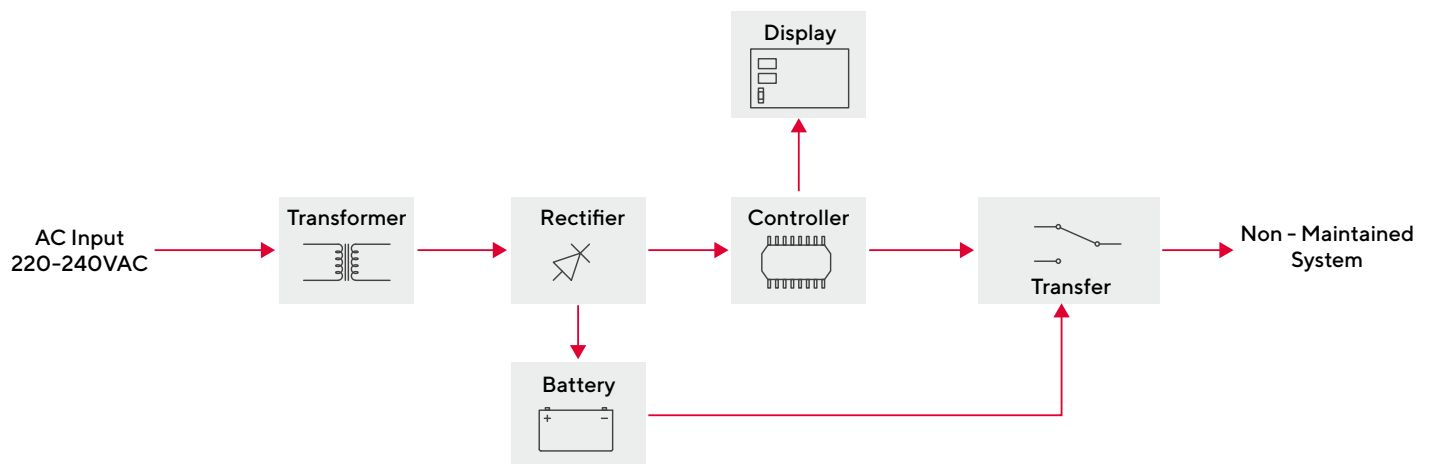 Display
Transformer
Rectifier
Controller
AC Input
220-240VAC
Non - Maintained
System
Transfer
Battery
+ −